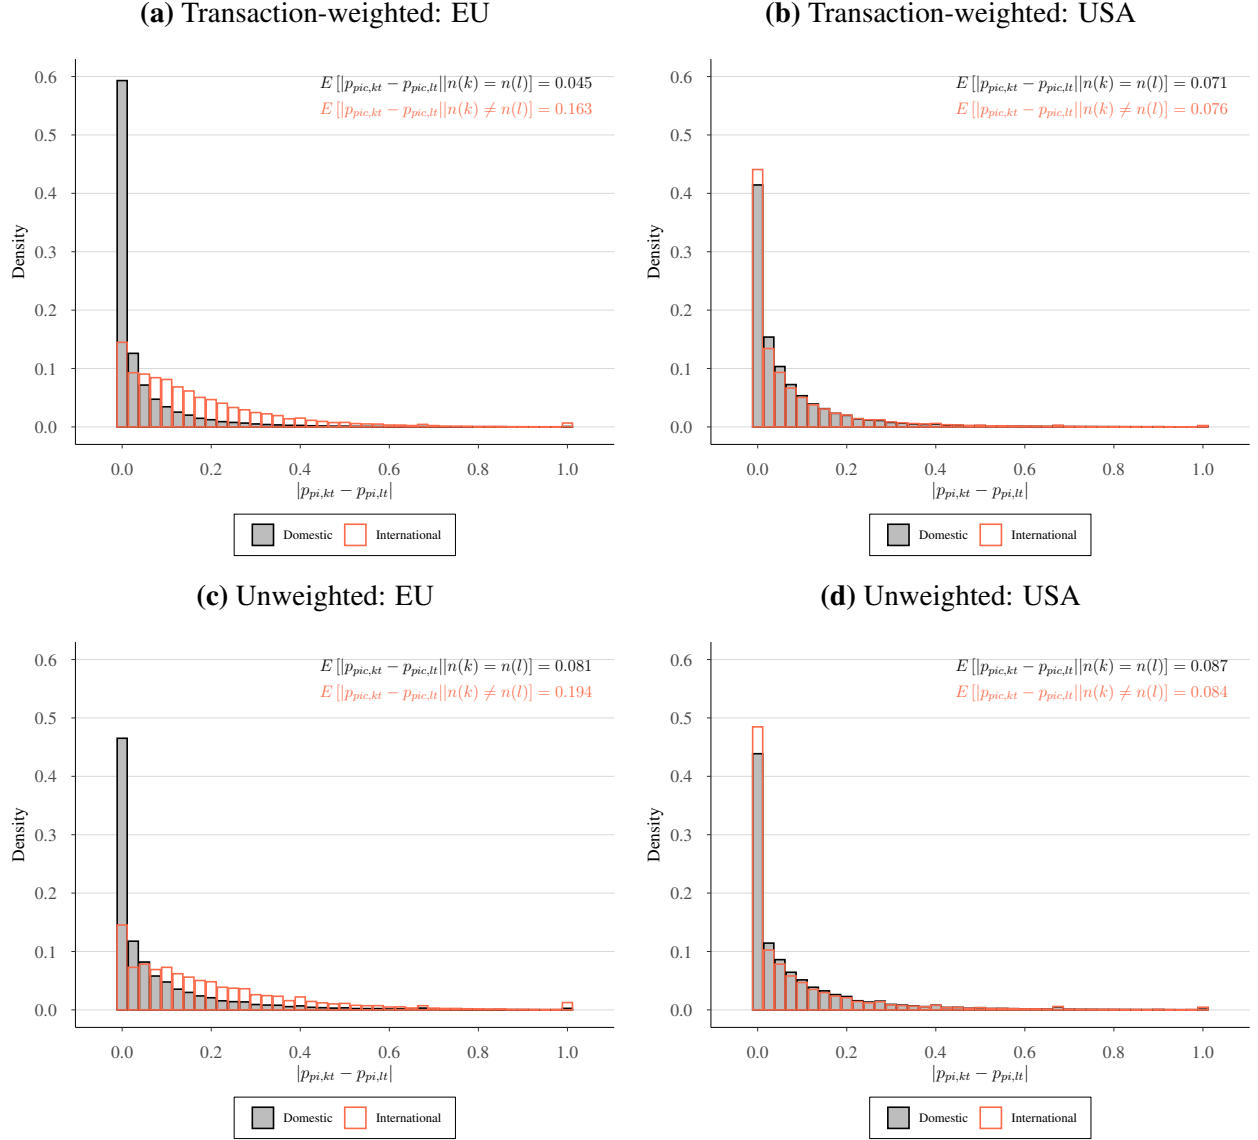 (a) Transaction-weighted: EU
E [|p_{pic,kt} − p_{pic,lt}||n(k) = n(l)] = 0.045
E [|p_{pic,kt} − p_{pic,lt}||n(k) ≠ n(l)] = 0.163
0.6
0.5
0.4
0.3
0.2
0.1
0.0
Density
0.0 0.2 0.4 0.6 0.8 1.0
|p_{pi,kt} − p_{pi,lt}|
Domestic International
(b) Transaction-weighted: USA
E [|p_{pic,kt} − p_{pic,lt}||n(k) = n(l)] = 0.071
E [|p_{pic,kt} − p_{pic,lt}||n(k) ≠ n(l)] = 0.076
0.6
0.5
0.4
0.3
0.2
0.1
0.0
Density
0.0 0.2 0.4 0.6 0.8 1.0
|p_{pi,kt} − p_{pi,lt}|
Domestic International
(c) Unweighted: EU
E [|p_{pic,kt} − p_{pic,lt}||n(k) = n(l)] = 0.081
E [|p_{pic,kt} − p_{pic,lt}||n(k) ≠ n(l)] = 0.194
0.6
0.5
0.4
0.3
0.2
0.1
0.0
Density
0.0 0.2 0.4 0.6 0.8 1.0
|p_{pi,kt} − p_{pi,lt}|
Domestic International
(d) Unweighted: USA
E [|p_{pic,kt} − p_{pic,lt}||n(k) = n(l)] = 0.087
E [|p_{pic,kt} − p_{pic,lt}||n(k) ≠ n(l)] = 0.084
0.6
0.5
0.4
0.3
0.2
0.1
0.0
Density
0.0 0.2 0.4 0.6 0.8 1.0
|p_{pi,kt} − p_{pi,lt}|
Domestic International